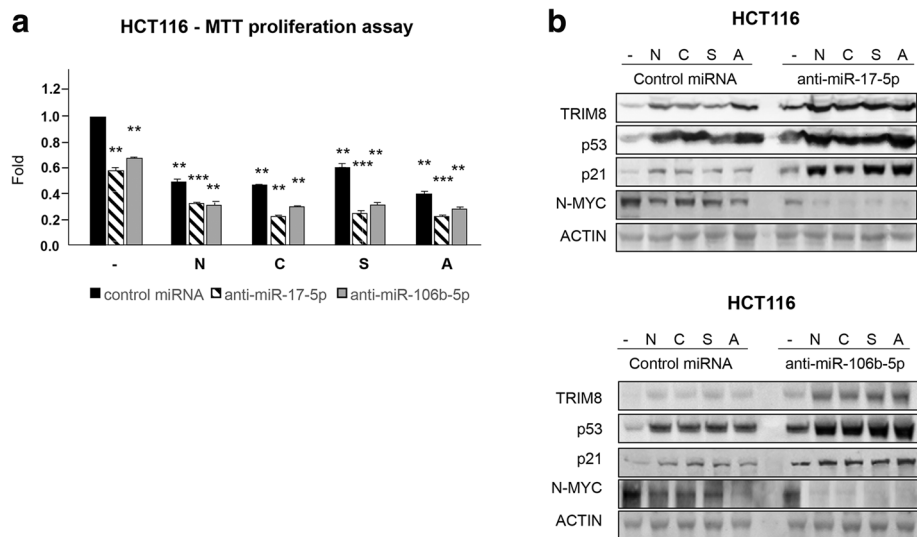 a
HCT116 - MTT proliferation assay
Fold
1.2
1.0
0.8
0.6
0.4
0.2
0.0
** **
** *** **
** ** **
** *** **
** *** **
- N C S A
control miRNA anti-miR-17-5p anti-miR-106b-5p
b
HCT116
- N C S A - N C S A
Control miRNA anti-miR-17-5p
TRIM8
p53
p21
N-MYC
ACTIN
HCT116
- N C S A - N C S A
Control miRNA anti-miR-106b-5p
TRIM8
p53
p21
N-MYC
ACTIN